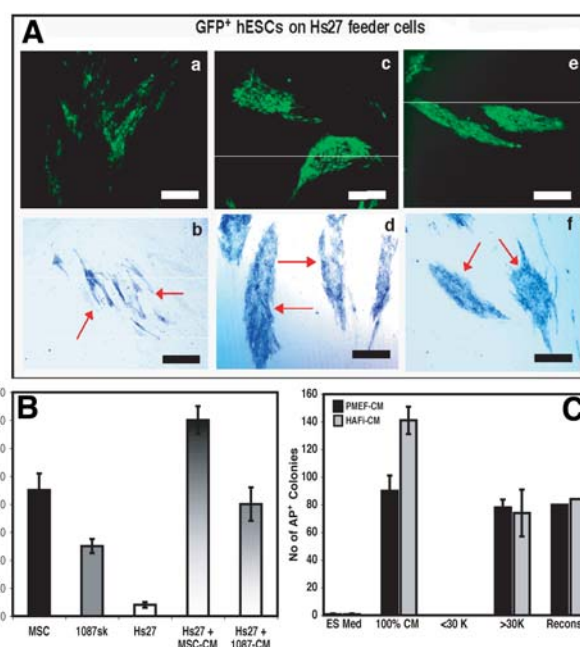 A
GFP⁺ hESCs on Hs27 feeder cells
a
c
e
b
d
f
B
MSC 1087sk Hs27 Hs27 + MSC-CM Hs27 + 1087-CM
C
No of AP⁺ Colonies
160
140
120
100
80
60
40
20
0
PMEF-CM
HAFi-CM
ES Med 100% CM <30 K >30K